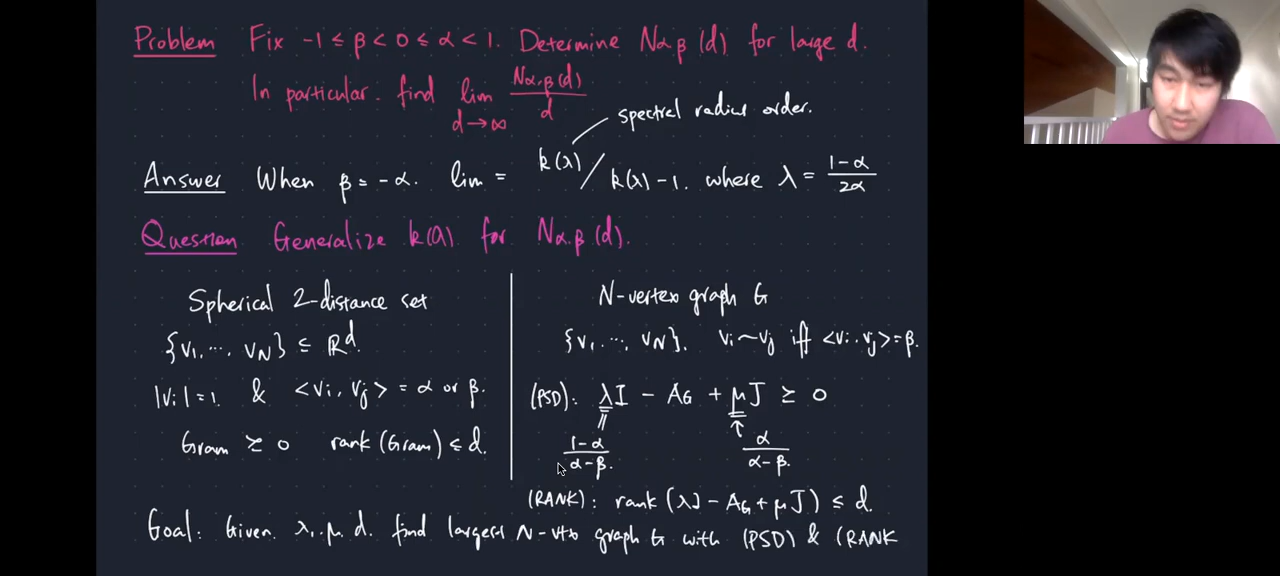 Problem Fix -1 ≤ β < 0 ≤ α < 1. Determine Nα,β (d) for large d.
In particular. find lim d→∞ Nα,β(d) / d
spectral radius order.
Answer When β = -α. lim = k(λ) / k(λ) - 1. where λ = 1-α / 2α
Question Generalize k(λ) for Nα,β (d).
Spherical 2-distance set
{v1, ..., vN} ⊆ ℝd.
|vi| = 1. & <vi, vj> = α or β.
Gram ≽ 0 rank (Gram) ≤ d.
N-vertex graph G
{v1, ..., vN}. vi ~ vj iff <vi, vj> = β.
(PSD): λI - AG + μJ ≥ 0
1-α / α-β. α / α-β.
(RANK): rank (λI - AG + μJ) ≤ d.
Goal: Given λ, μ, d. find largest N-vtx graph G with (PSD) & (RANK